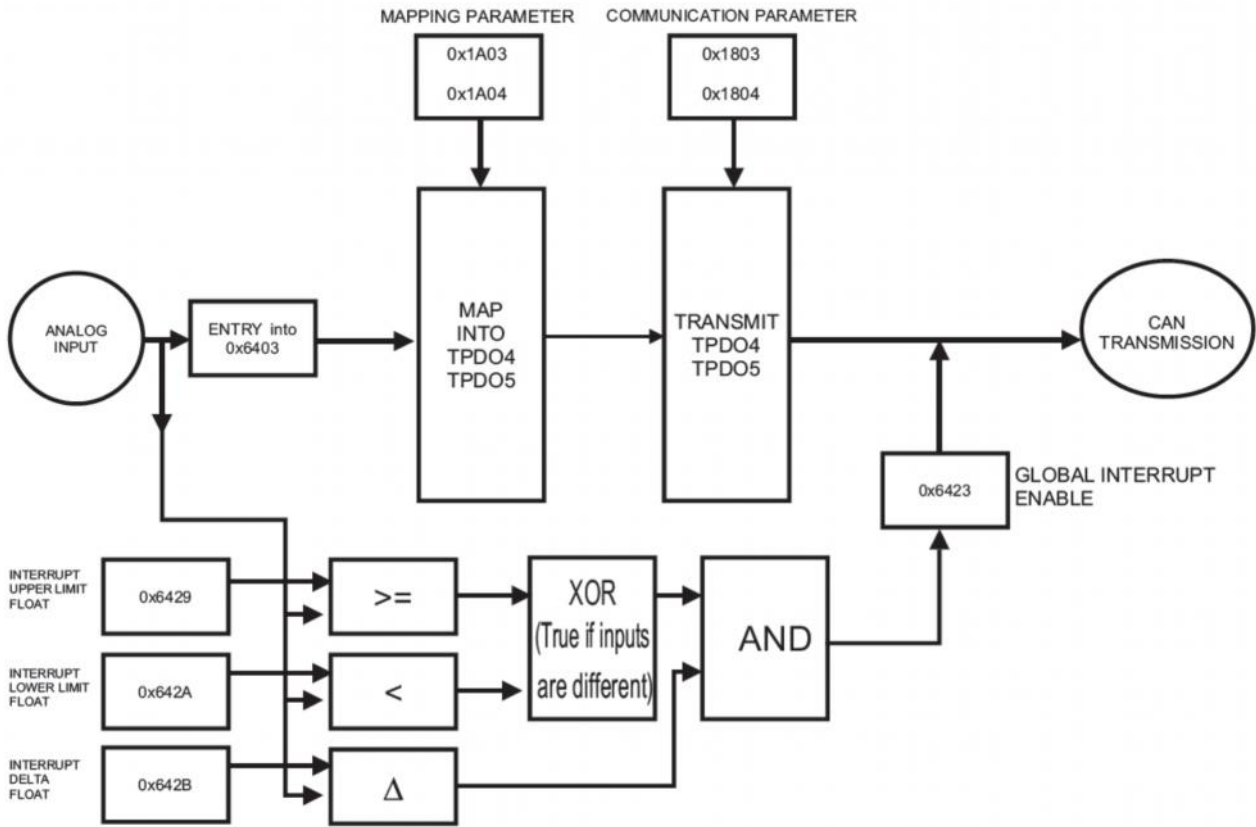 MAPPING PARAMETER
COMMUNICATION PARAMETER
0x1A03
0x1A04
0x1803
0x1804
ANALOG
INPUT
ENTRY into
0x6403
MAP
INTO
TPDO4
TPDO5
TRANSMIT
TPDO4
TPDO5
CAN
TRANSMISSION
0x6423
GLOBAL INTERRUPT
ENABLE
INTERRUPT
UPPER LIMIT
FLOAT
0x6429
>=
XOR
(True if inputs
are different)
AND
INTERRUPT
LOWER LIMIT
FLOAT
0x642A
<
INTERRUPT
DELTA
FLOAT
0x642B
Δ